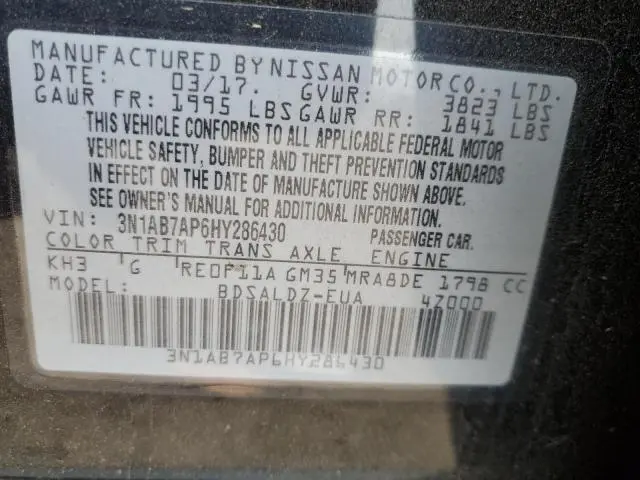 MANUFACTURED BY NISSAN MOTOR CO., LTD.
DATE: 03/17. GVWR: 3823 LBS
GAWR FR: 1995 LBS GAWR RR: 1841 LBS
THIS VEHICLE CONFORMS TO ALL APPLICABLE FEDERAL MOTOR
VEHICLE SAFETY, BUMPER AND THEFT PREVENTION STANDARDS
IN EFFECT ON THE DATE OF MANUFACTURE SHOWN ABOVE.
SEE OWNER'S MANUAL FOR ADDITIONAL INFORMATION.
VIN: 3N1AB7AP6HY286430 PASSENGER CAR.
COLOR TRIM TRANS AXLE ENGINE
KH3 G RE0F11A GM35 MRA8DE 1798 CC
MODEL: BDSALDZ-EUA 4Z000
3N1AB7AP6HY286430